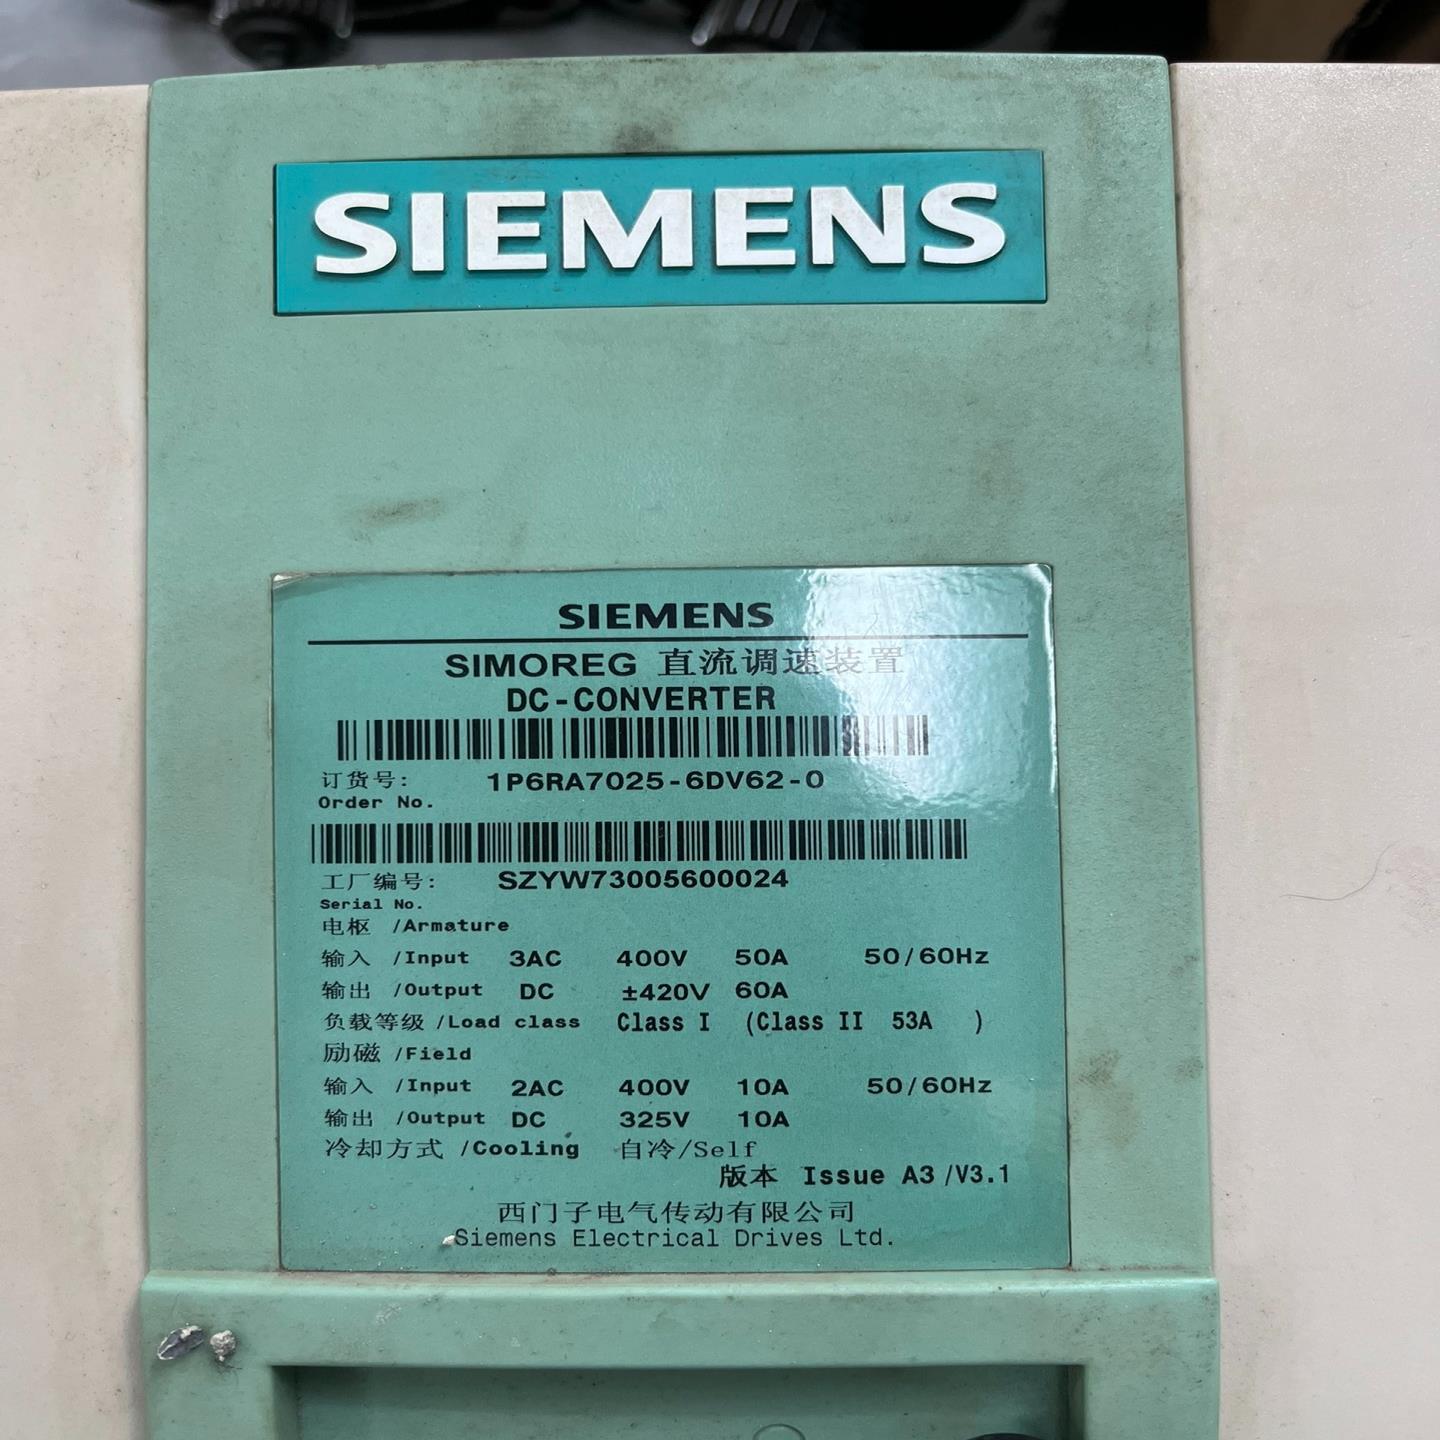 SIEMENS
SIEMENS
SIMOREG 直流调速装置
DC-CONVERTER
订货号: 1P6RA7025-6DV62-0
Order No.
工厂编号: SZYW73005600024
Serial No.
电枢 /Armature
输入 /Input 3AC 400V 50A 50/60Hz
输出 /Output DC ±420V 60A
负载等级 /Load class Class I (Class II 53A )
励磁 /Field
输入 /Input 2AC 400V 10A 50/60Hz
输出 /Output DC 325V 10A
冷却方式 /Cooling 自冷/Self
版本 Issue A3 /V3.1
西门子电气传动有限公司
Siemens Electrical Drives Ltd.